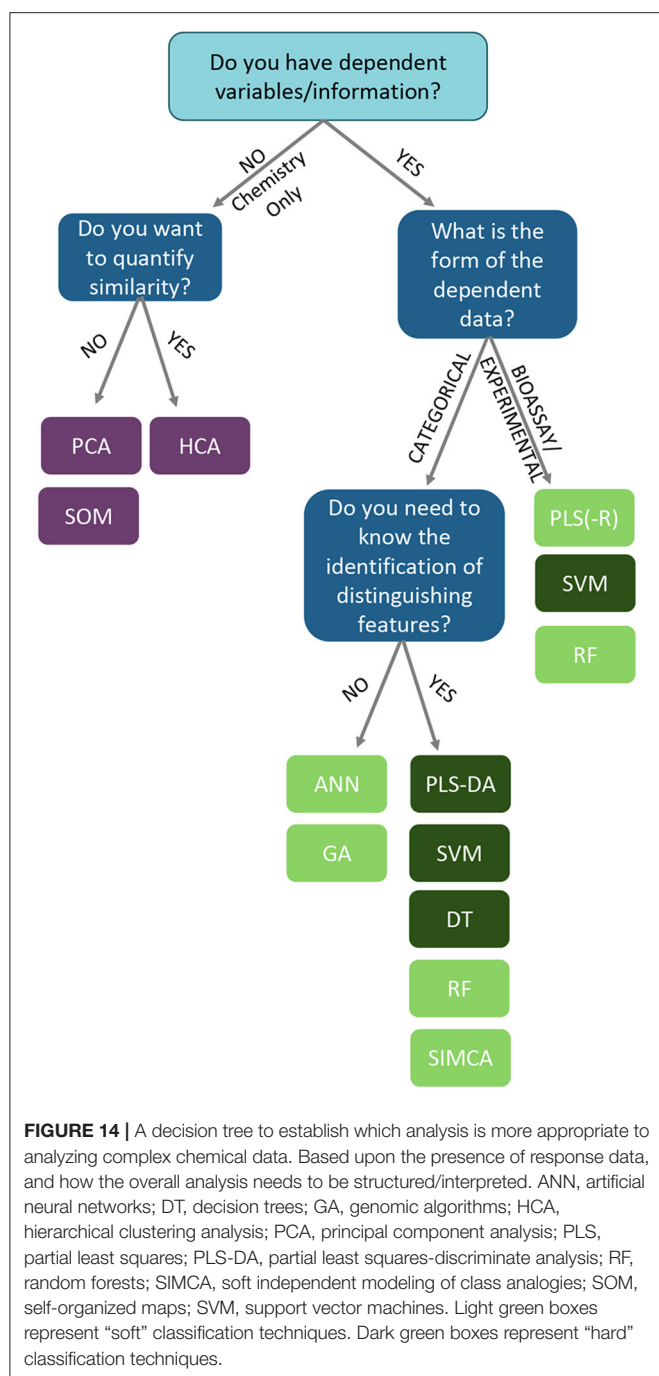 Do you have dependent
variables/information?
NO
Chemistry
Only
YES
Do you want
to quantify
similarity?
What is the
form of the
dependent
data?
NO
YES
CATEGORICAL
BIOASSAY/
EXPERIMENTAL
PCA
HCA
SOM
Do you need to
know the
identification of
distinguishing
features?
PLS(-R)
SVM
RF
NO
YES
ANN
PLS-DA
GA
SVM
DT
RF
SIMCA
FIGURE 14 | A decision tree to establish which analysis is more appropriate to
analyzing complex chemical data. Based upon the presence of response data,
and how the overall analysis needs to be structured/interpreted. ANN, artificial
neural networks; DT, decision trees; GA, genomic algorithms; HCA,
hierarchical clustering analysis; PCA, principal component analysis; PLS,
partial least squares; PLS-DA, partial least squares-discriminate analysis; RF,
random forests; SIMCA, soft independent modeling of class analogies; SOM,
self-organized maps; SVM, support vector machines. Light green boxes
represent “soft” classification techniques. Dark green boxes represent “hard”
classification techniques.